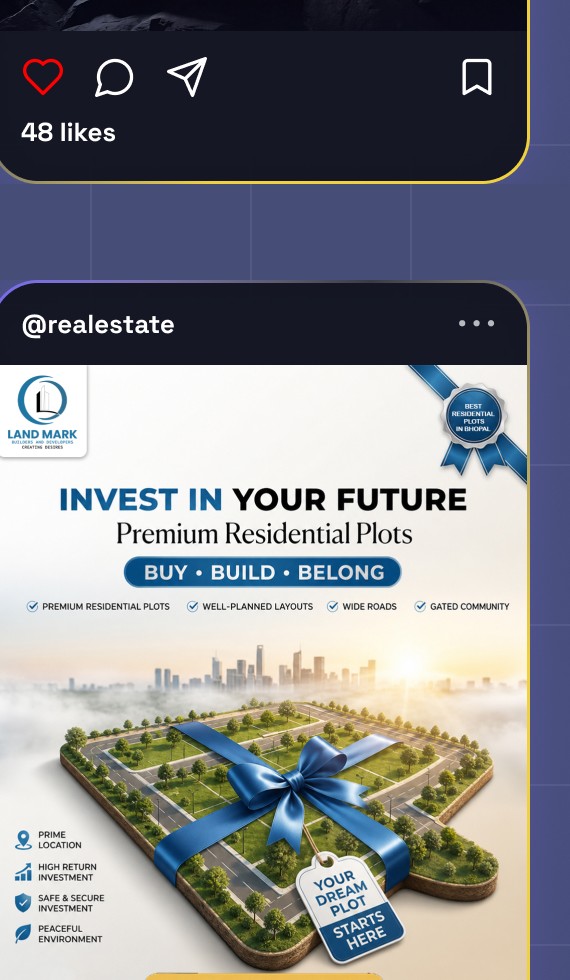 48 likes
@realestate
LAND MARK
BUILDERS AND DEVELOPERS
CREATING DESIRES
BEST
RESIDENTIAL
PLOTS
IN BHOPAL
INVEST IN YOUR FUTURE
Premium Residential Plots
BUY • BUILD • BELONG
PREMIUM RESIDENTIAL PLOTS
WELL-PLANNED LAYOUTS
WIDE ROADS
GATED COMMUNITY
PRIME
LOCATION
HIGH RETURN
INVESTMENT
SAFE & SECURE
INVESTMENT
PEACEFUL
ENVIRONMENT
YOUR
DREAM
PLOT
STARTS
HERE